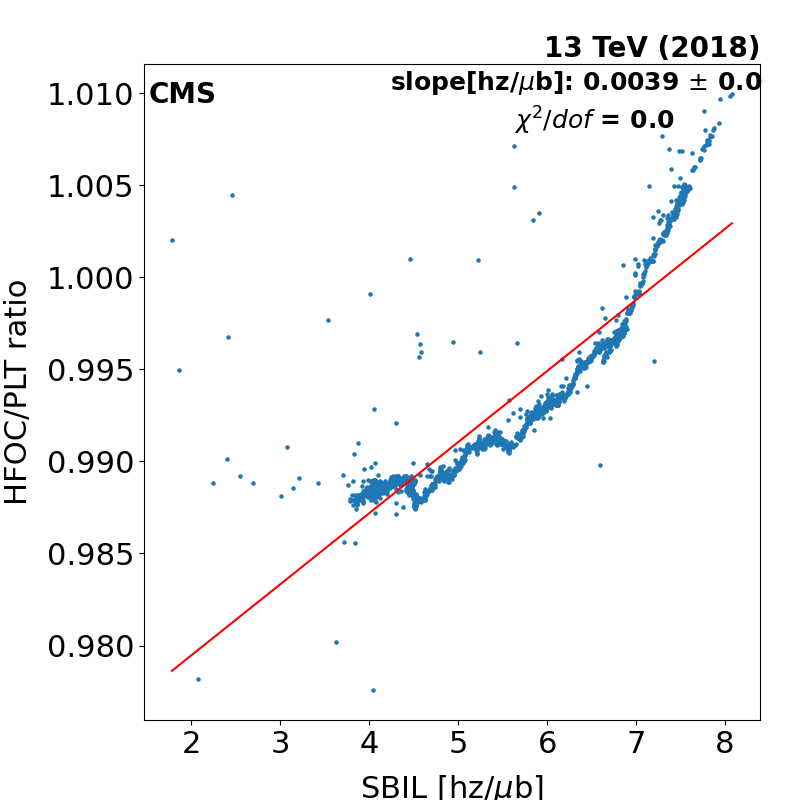 13 TeV (2018)
CMS
slope[hz/μb]: 0.0039 ± 0.0
χ²/dof = 0.0
1.010
1.005
1.000
0.995
0.990
0.985
0.980
HFOC/PLT ratio
2 3 4 5 6 7 8
SBIL [hz/μb]